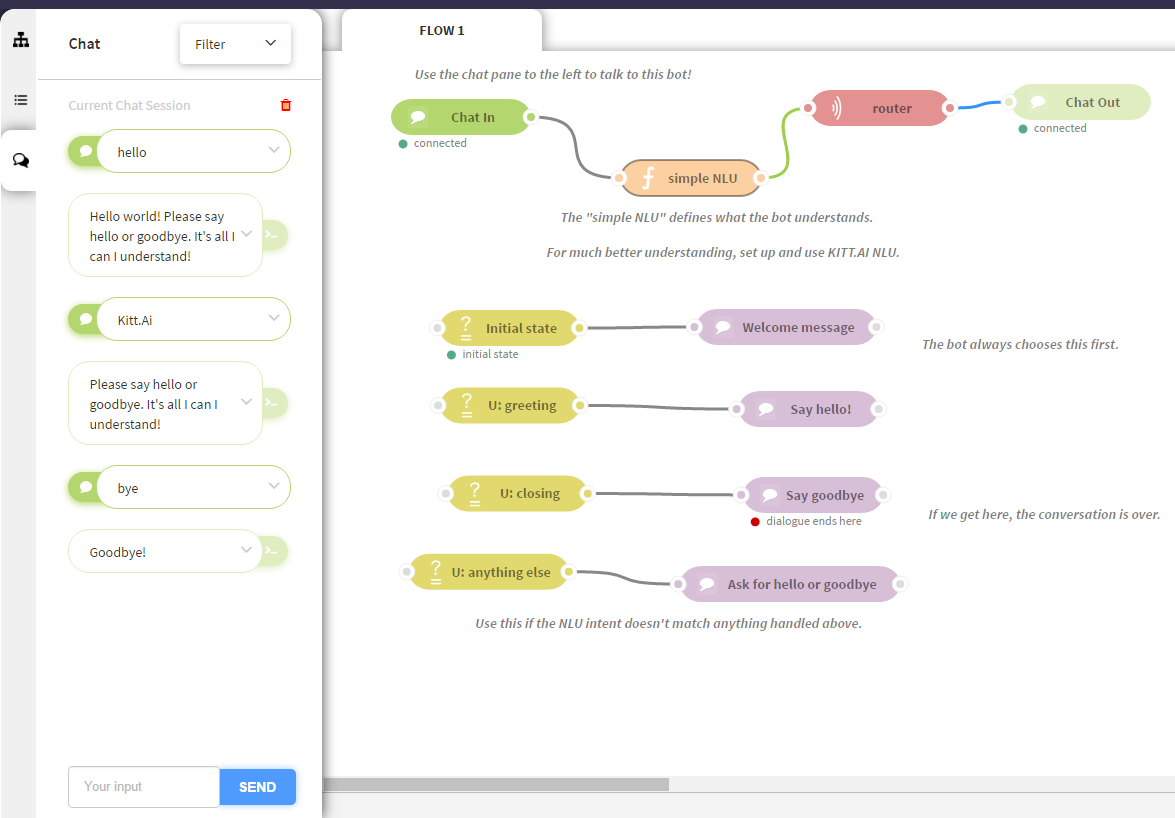 Chat
Filter
Current Chat Session
hello
Hello world! Please say
hello or goodbye. It's all I
can I understand!
Kitt.Ai
Please say hello or
goodbye. It's all I can I
understand!
bye
Goodbye!
Your input
SEND
FLOW 1
Use the chat pane to the left to talk to this bot!
Chat In
connected
router
Chat Out
connected
simple NLU
The "simple NLU" defines what the bot understands.
For much better understanding, set up and use KITT.AI NLU.
Initial state
initial state
Welcome message
The bot always chooses this first.
U: greeting
Say hello!
U: closing
Say goodbye
dialogue ends here
If we get here, the conversation is over.
U: anything else
Ask for hello or goodbye
Use this if the NLU intent doesn't match anything handled above.